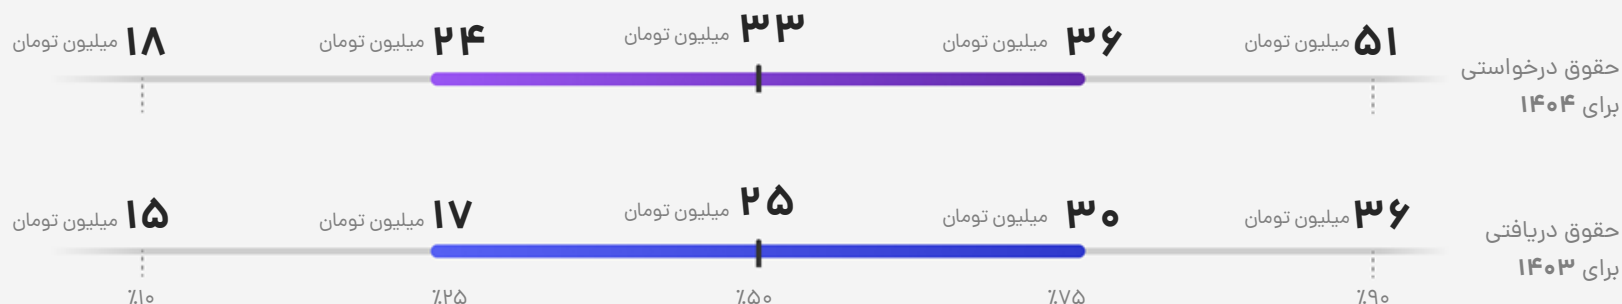 ۱۸ میلیون تومان
۲۴ میلیون تومان
۳۳ میلیون تومان
۳۶ میلیون تومان
۵۱ میلیون تومان
حقوق درخواستی
برای ۱۴۰۴
۱۵ میلیون تومان
۱۷ میلیون تومان
۲۵ میلیون تومان
۳۰ میلیون تومان
۳۶ میلیون تومان
حقوق دریافتی
برای ۱۴۰۳
٪۱۰
٪۲۵
٪۵۰
٪۷۵
٪۹۰